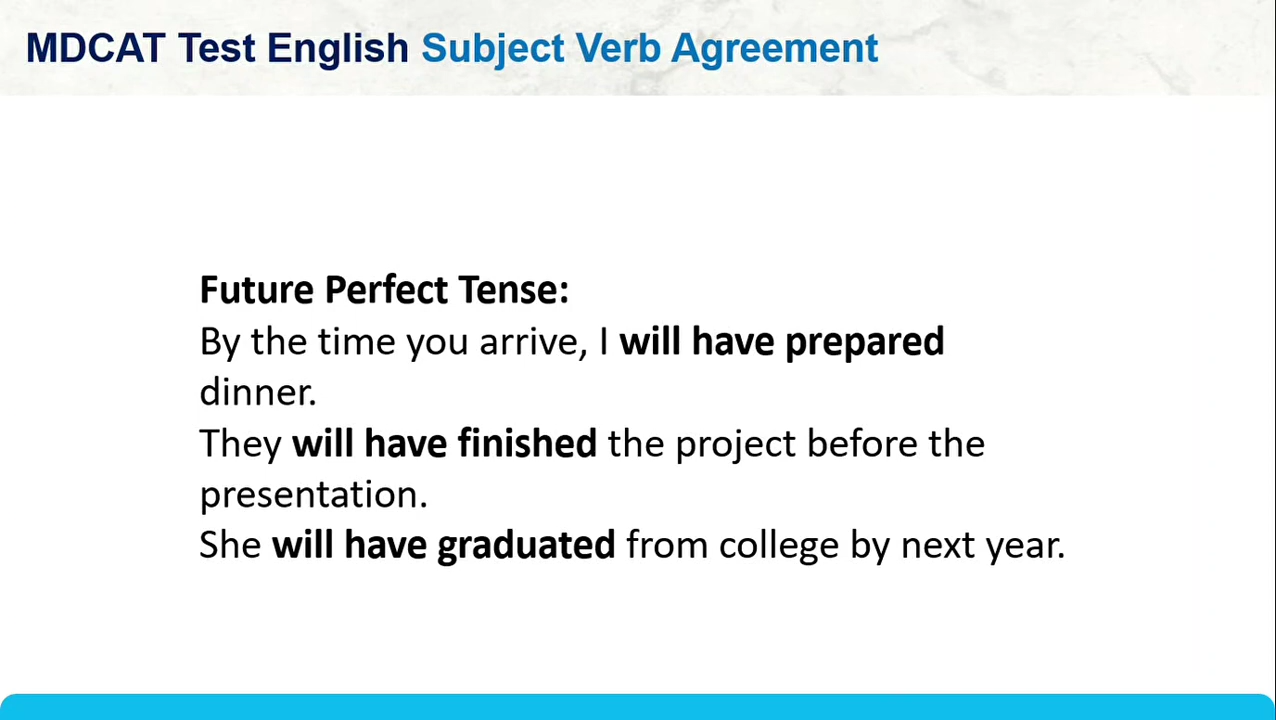 MDCAT Test English Subject Verb Agreement
Future Perfect Tense:
By the time you arrive, I will have prepared
dinner.
They will have finished the project before the
presentation.
She will have graduated from college by next year.